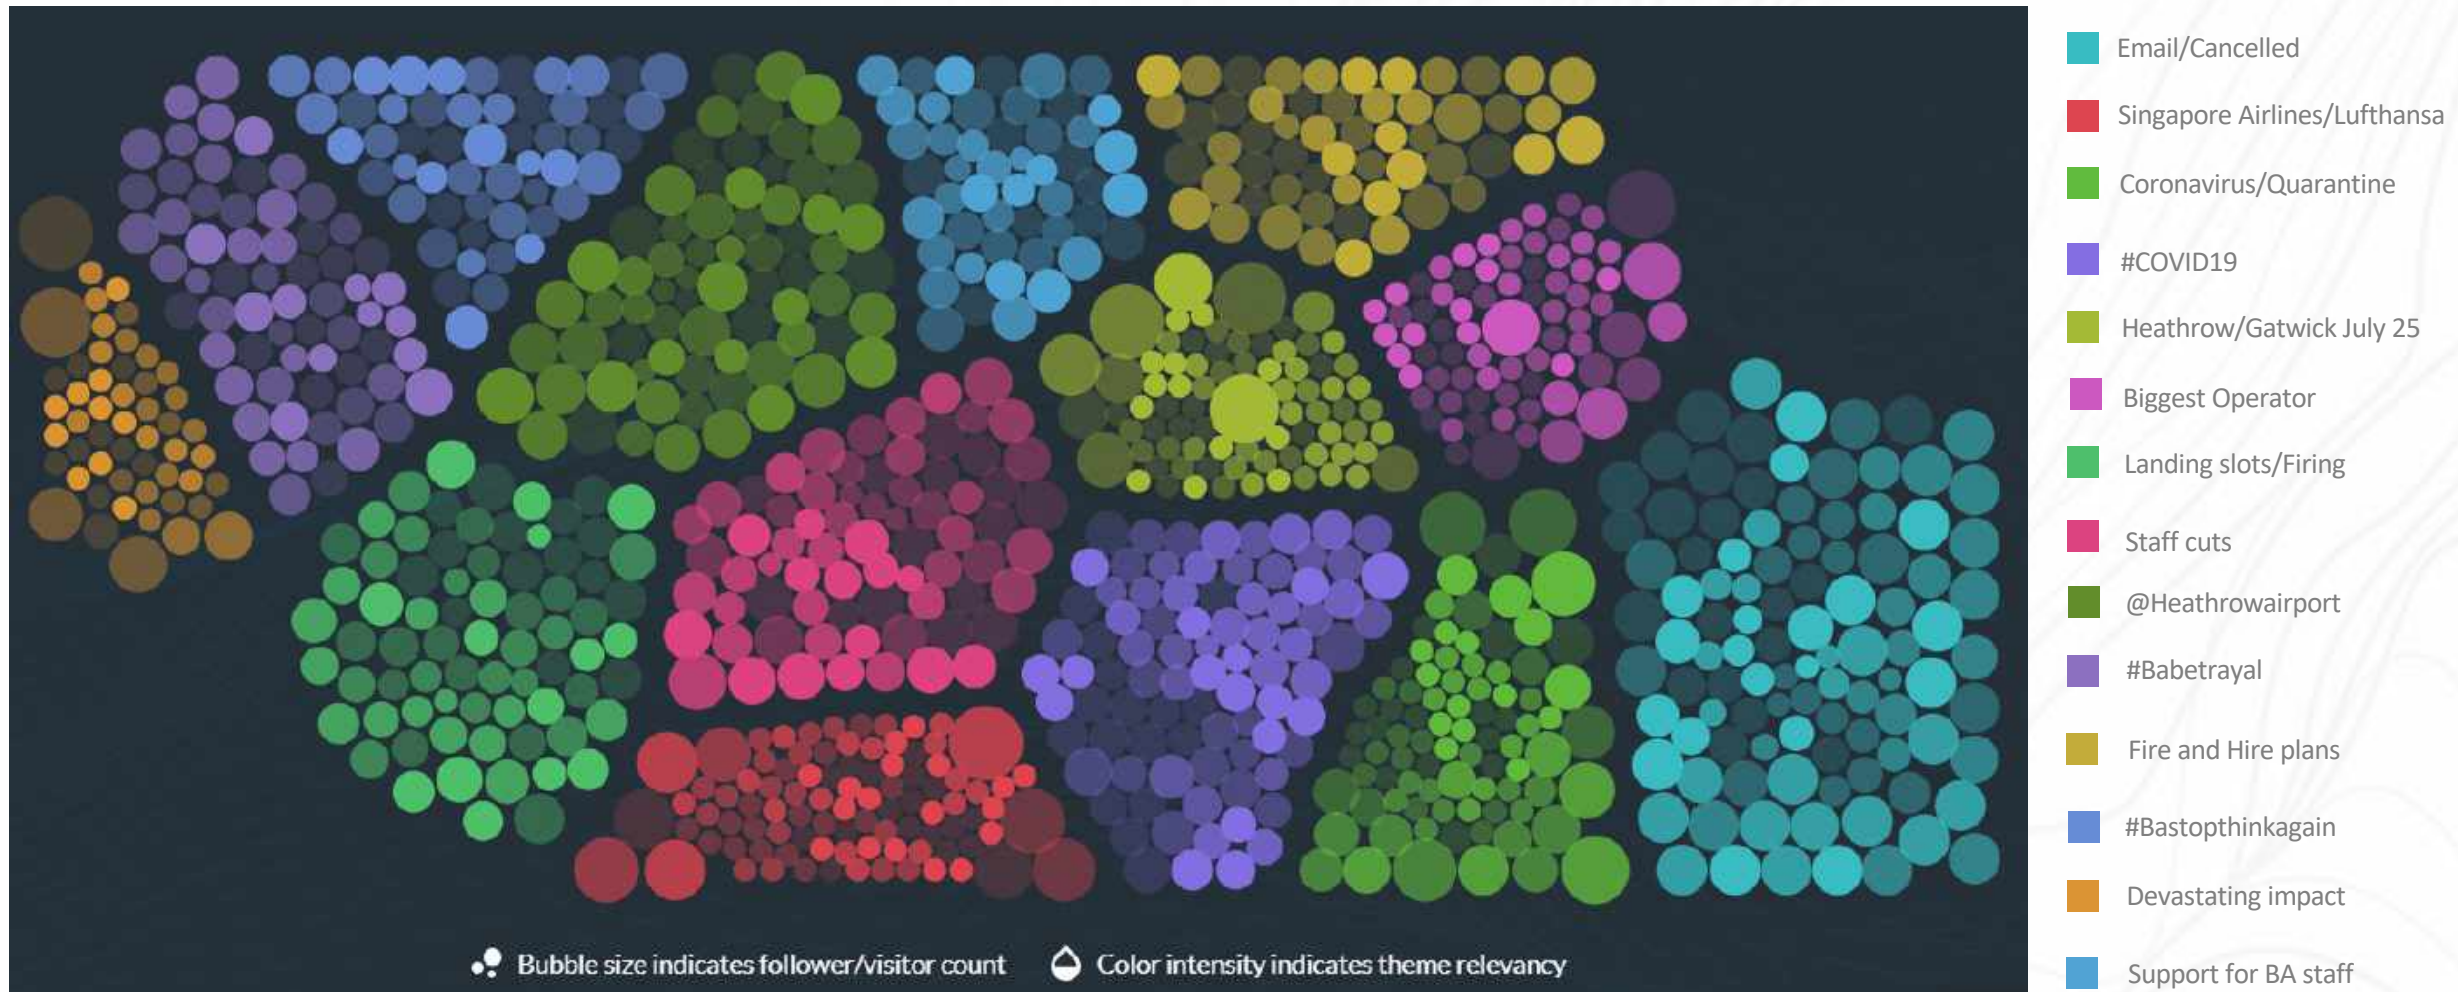 Email/Cancelled
Singapore Airlines/Lufthansa
Coronavirus/Quarantine
#COVID19
Heathrow/Gatwick July 25
Biggest Operator
Landing slots/Firing
Staff cuts
@Heathrowairport
#Babetrayal
Fire and Hire plans
#Bastopthinkagain
Devastating impact
Support for BA staff
Bubble size indicates follower/visitor count
Color intensity indicates theme relevancy